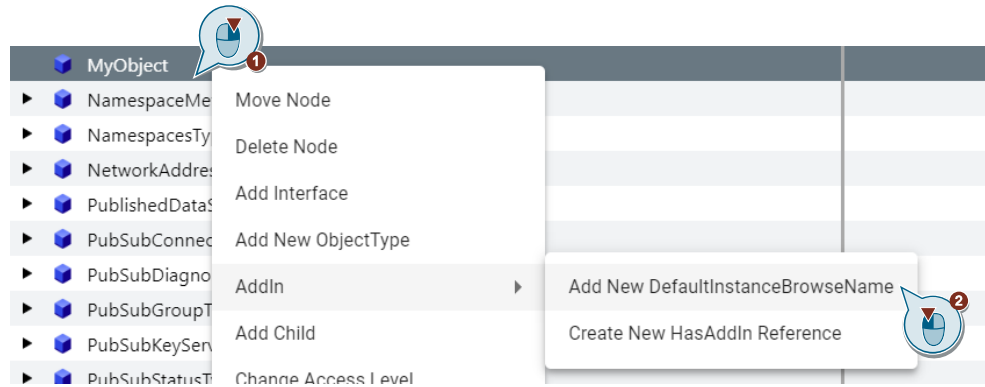 1
MyObject
NamespaceMe
Move Node
NamespacesTy
Delete Node
NetworkAddres
Add Interface
PublishedDataS
PubSubConnec
Add New ObjectType
PubSubDiagno
AddIn
Add New DefaultInstanceBrowseName
2
PubSubGroupT
Add Child
Create New HasAddIn Reference
PubSubKeyServ
PubSubStatusT
Change Access Level